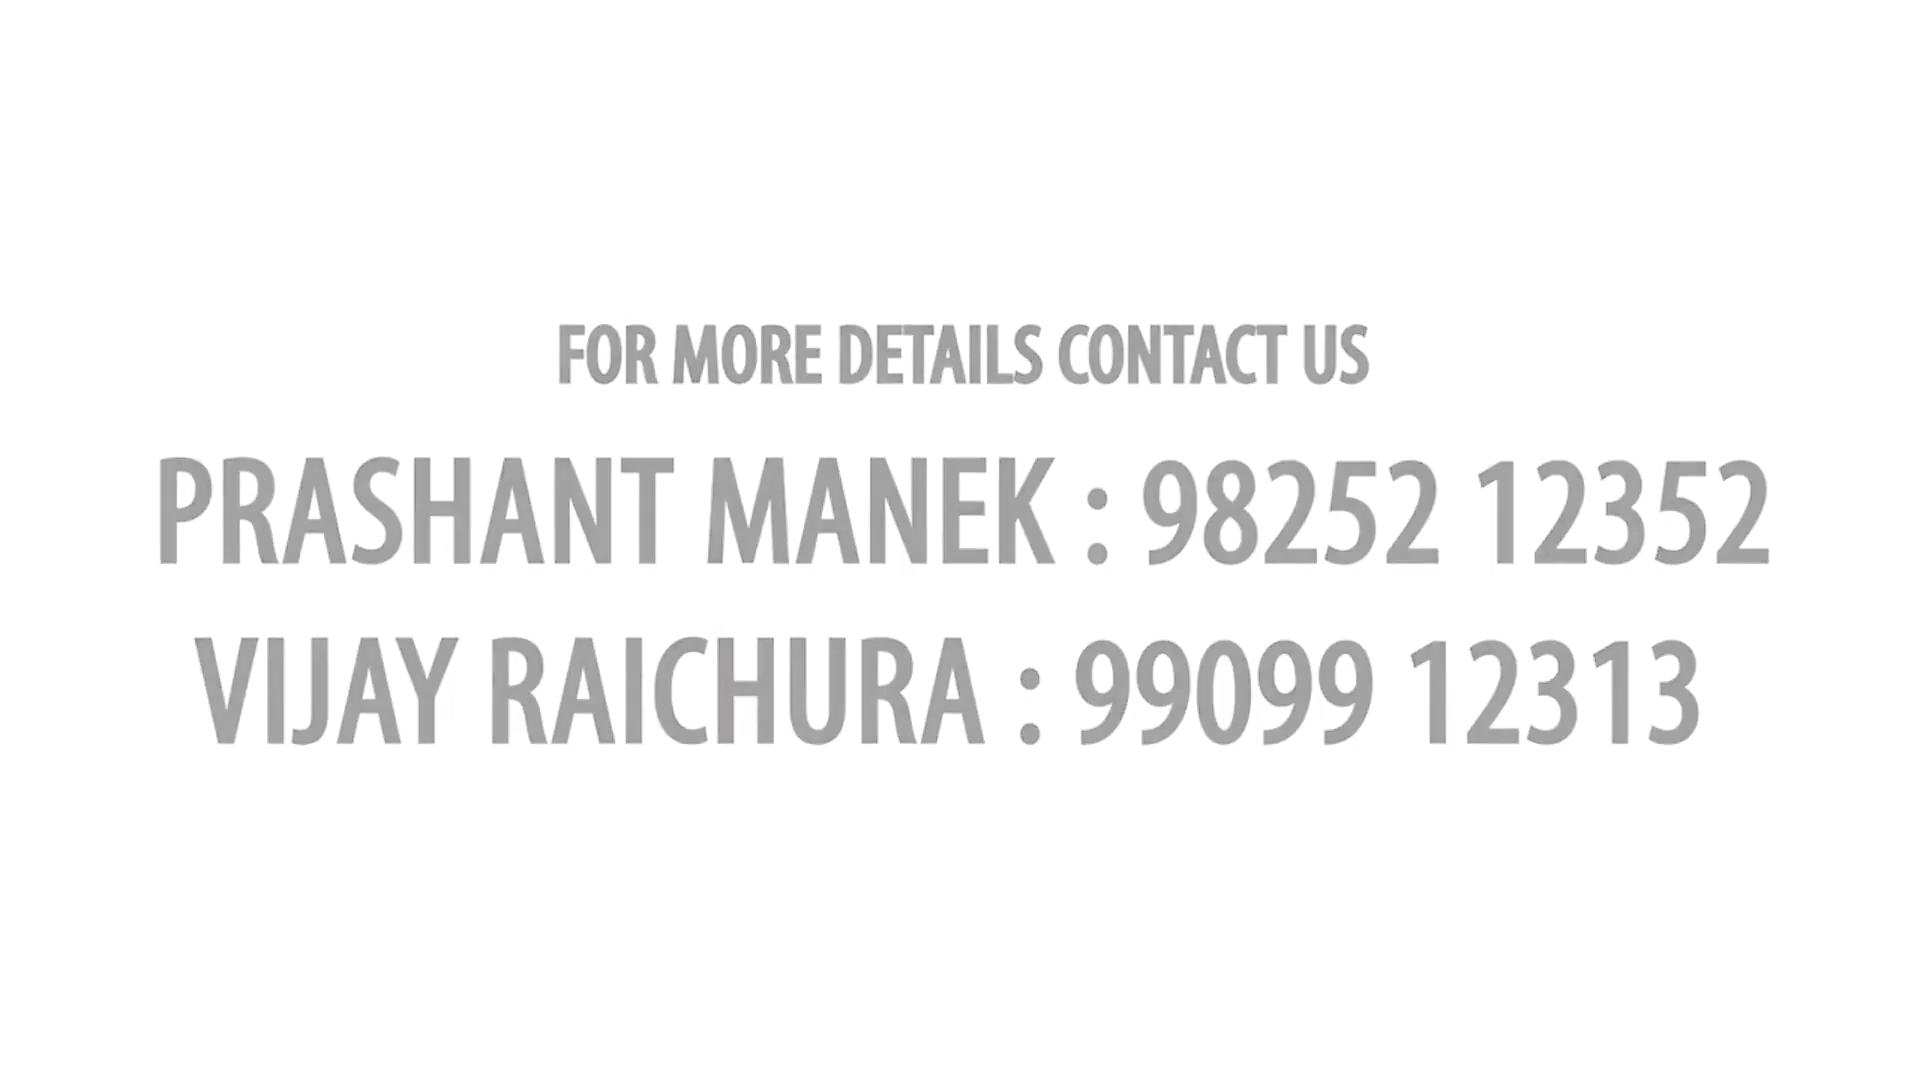 FOR MORE DETAILS CONTACT US
PRASHANT MANEK : 98252 12352
VIJAY RAICHURA : 99099 12313